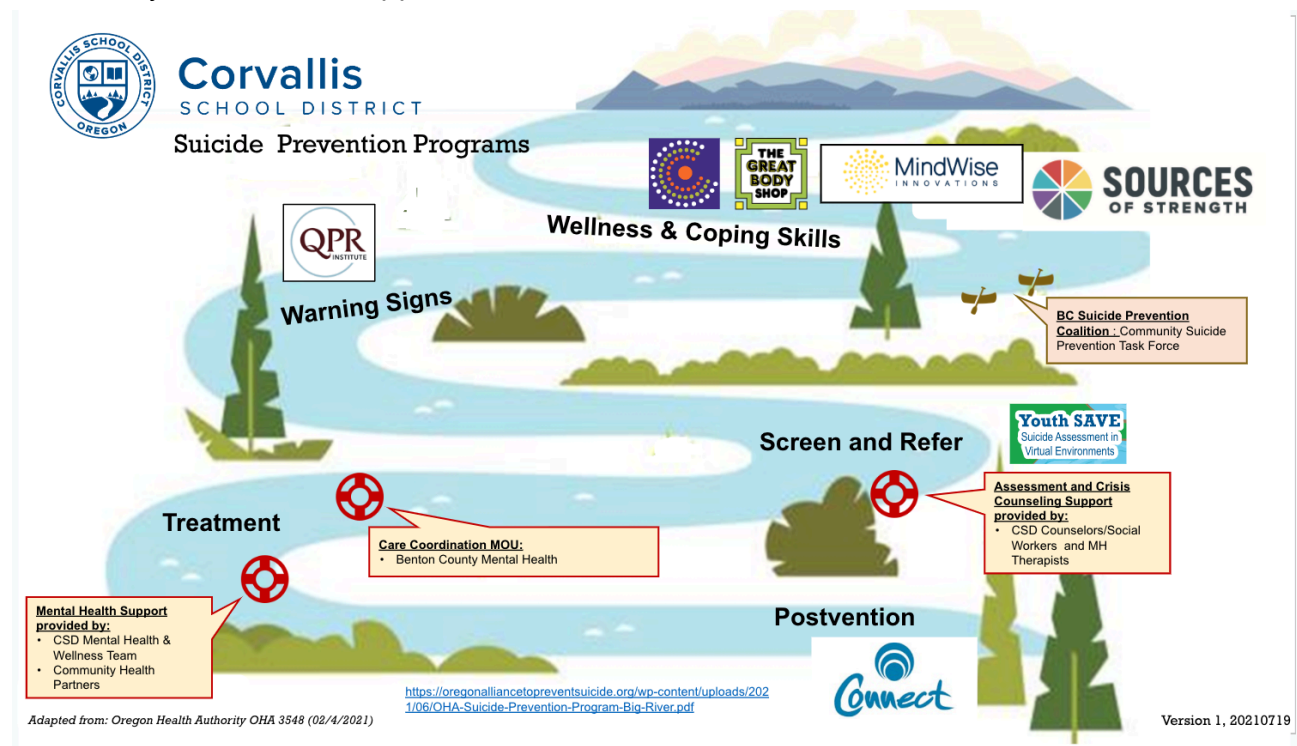 CORVALLIS SCHOOL DISTRICT
OREGON
Corvallis
SCHOOL DISTRICT
Suicide Prevention Programs
THE
GREAT
BODY
SHOP
MindWise
INNOVATIONS
SOURCES
OF STRENGTH
Wellness & Coping Skills
QPR
INSTITUTE
Warning Signs
BC Suicide Prevention
Coalition : Community Suicide
Prevention Task Force
Youth SAVE
Suicide Assessment in
Virtual Environments
Screen and Refer
Assessment and Crisis
Counseling Support
provided by:
• CSD Counselors/Social
Workers and MH
Therapists
Treatment
Care Coordination MOU:
• Benton County Mental Health
Mental Health Support
provided by:
• CSD Mental Health &
Wellness Team
• Community Health
Partners
Postvention
Connect
https://oregonalliancetopreventsuicide.org/wp-content/uploads/202
1/06/OHA-Suicide-Prevention-Program-Big-River.pdf
Adapted from: Oregon Health Authority OHA 3548 (02/4/2021)
Version 1, 20210719